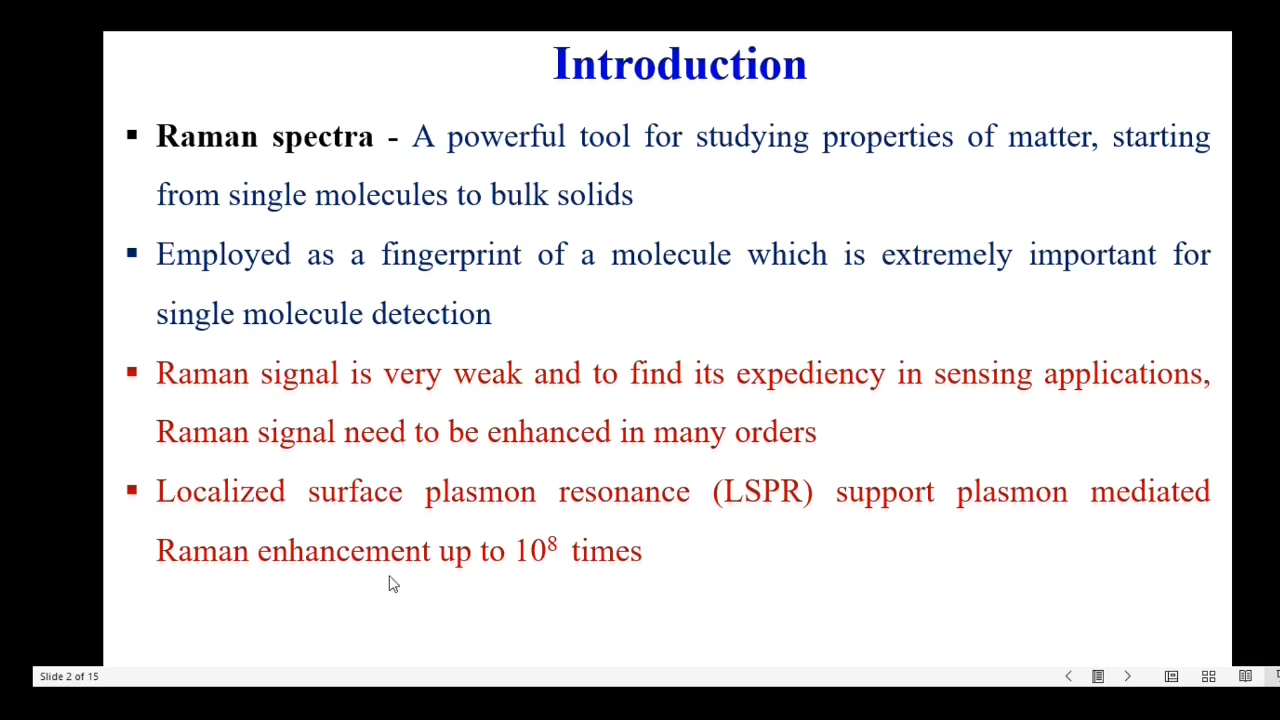 Introduction
▪ Raman spectra - A powerful tool for studying properties of matter, starting
from single molecules to bulk solids
▪ Employed as a fingerprint of a molecule which is extremely important for
single molecule detection
▪ Raman signal is very weak and to find its expediency in sensing applications,
Raman signal need to be enhanced in many orders
▪ Localized surface plasmon resonance (LSPR) support plasmon mediated
Raman enhancement up to 10⁸ times
Slide 2 of 15